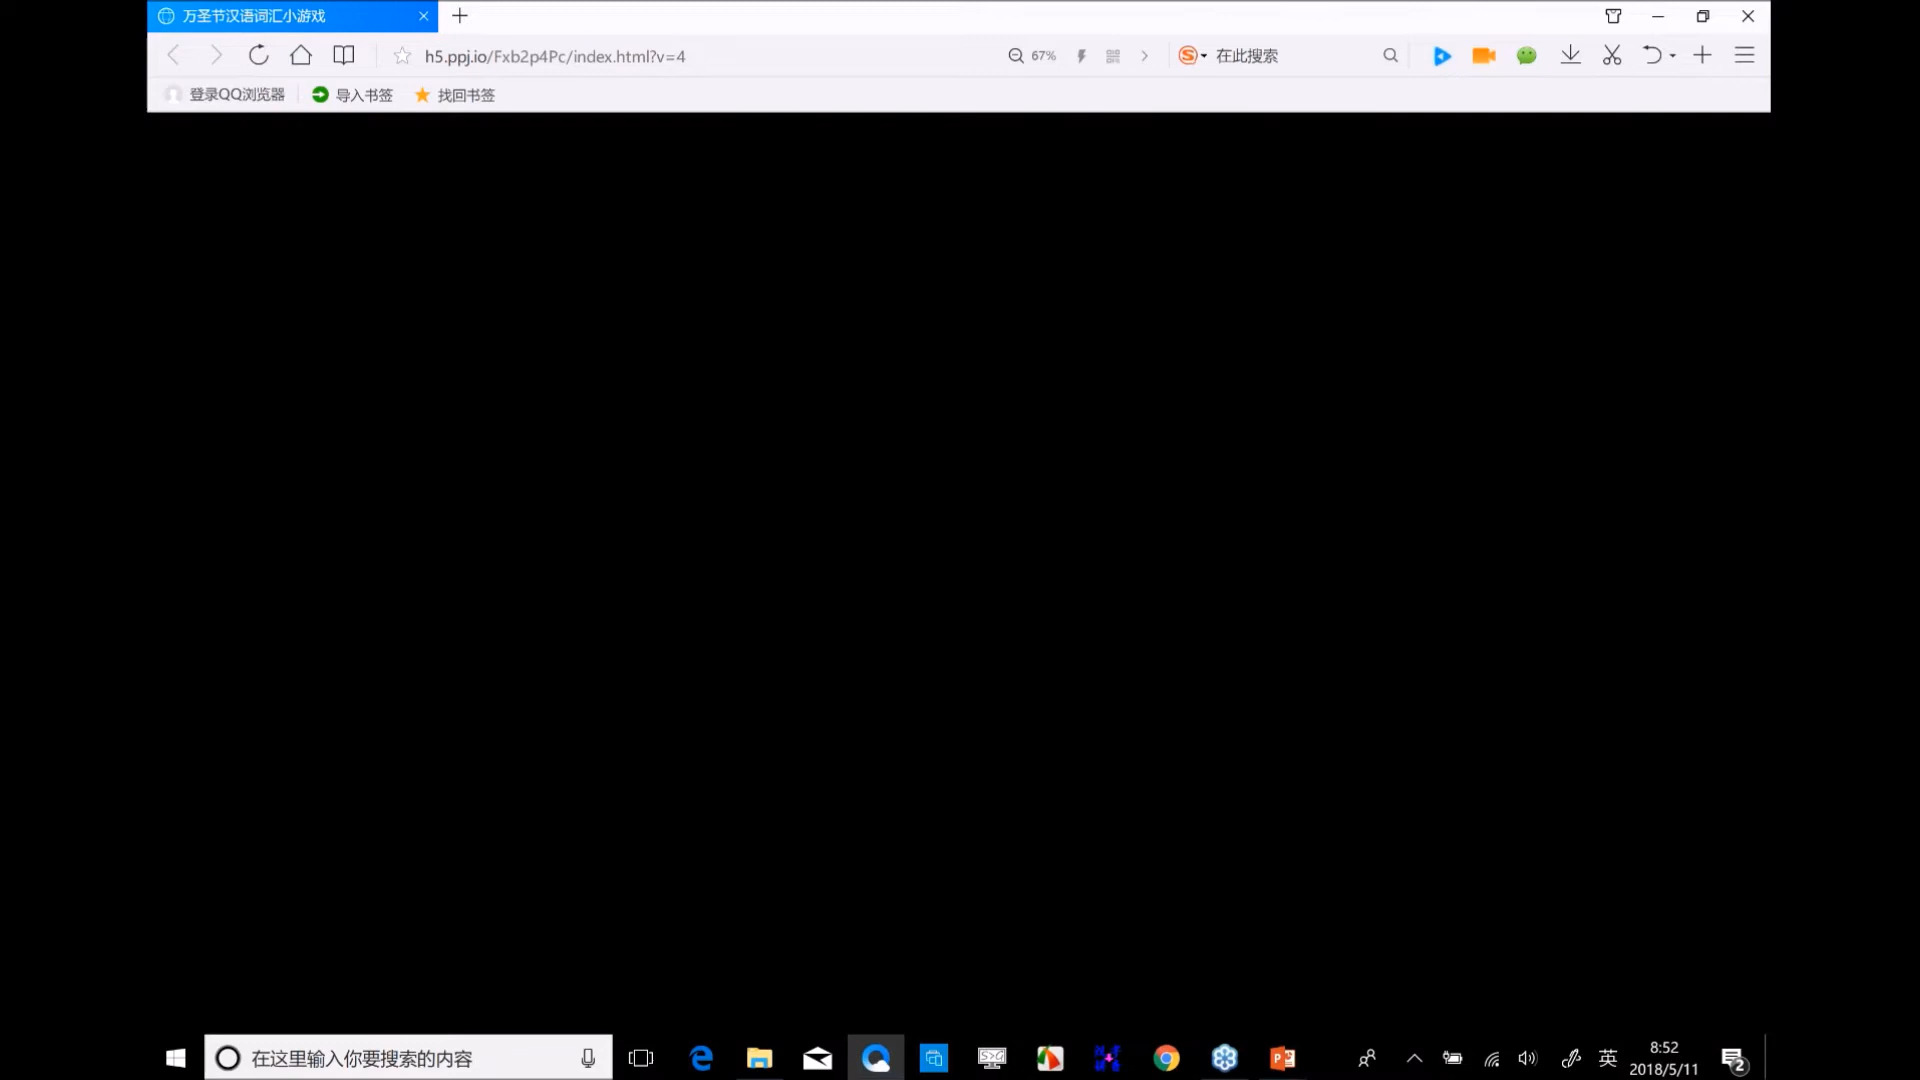 万圣节汉语词汇小游戏
h5.ppj.io/Fxb2p4Pc/index.html?v=4
67%
在此搜索
登录QQ浏览器
导入书签
找回书签
在这里输入你要搜索的内容
英
8:52
2018/5/11
2